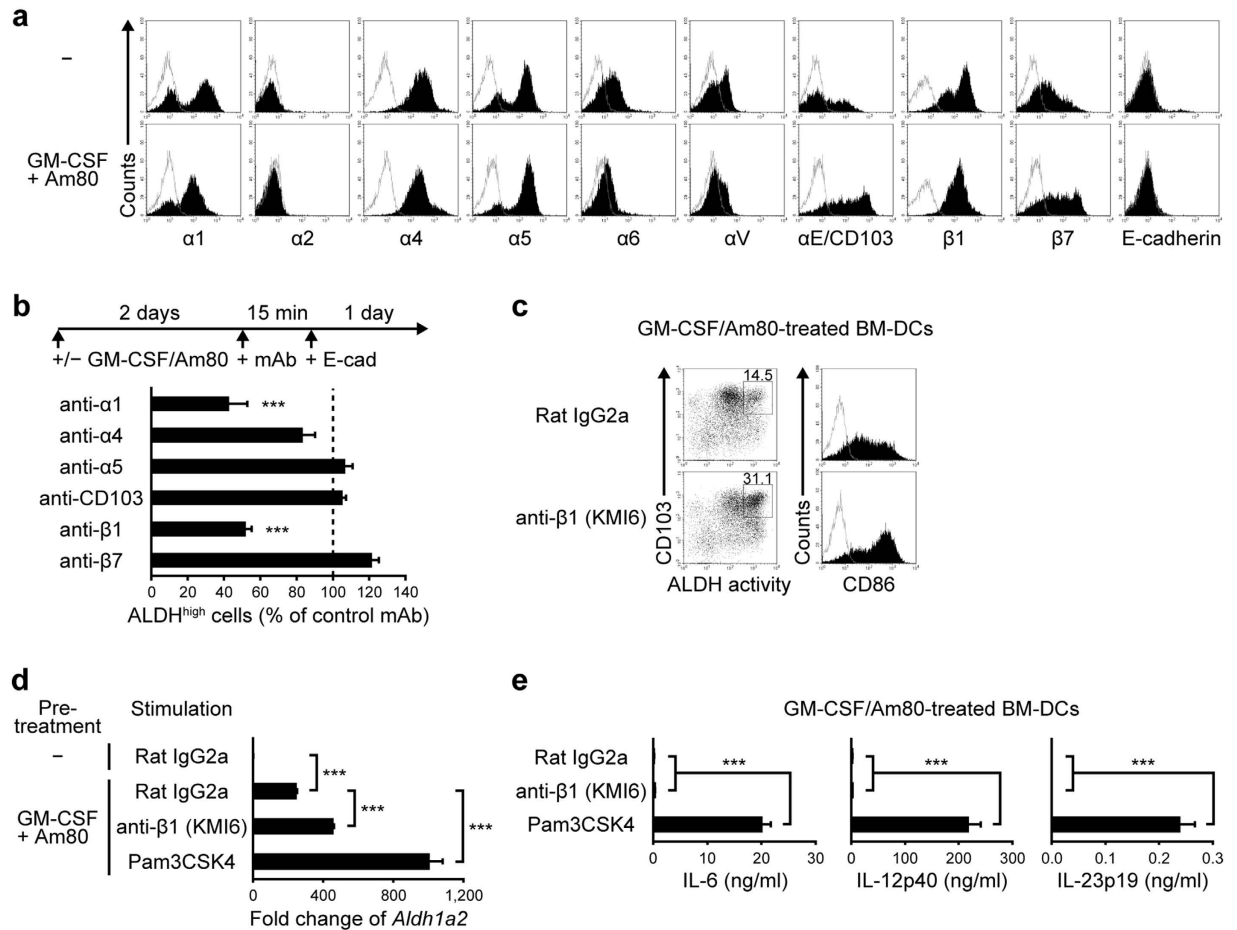 a
–
GM-CSF
+ Am80
Counts
α1 α2 α4 α5 α6 αV αE/CD103 β1 β7 E-cadherin
b
2 days 15 min 1 day
+/− GM-CSF/Am80 + mAb + E-cad
anti-α1 ***
anti-α4
anti-α5
anti-CD103
anti-β1 ***
anti-β7
0 20 40 60 80 100 120 140
ALDHhigh cells (% of control mAb)
c
GM-CSF/Am80-treated BM-DCs
Rat IgG2a
14.5
anti-β1 (KMI6)
31.1
CD103
Counts
ALDH activity
CD86
d
Pre-
treatment
Stimulation
–
Rat IgG2a
GM-CSF
+ Am80
Rat IgG2a
anti-β1 (KMI6)
Pam3CSK4
***
***
***
0 400 800 1,200
Fold change of Aldh1a2
e
GM-CSF/Am80-treated BM-DCs
Rat IgG2a
anti-β1 (KMI6)
Pam3CSK4
***
***
***
0 10 20 30
IL-6 (ng/ml)
0 100 200 300
IL-12p40 (ng/ml)
0.0 0.1 0.2 0.3
IL-23p19 (ng/ml)